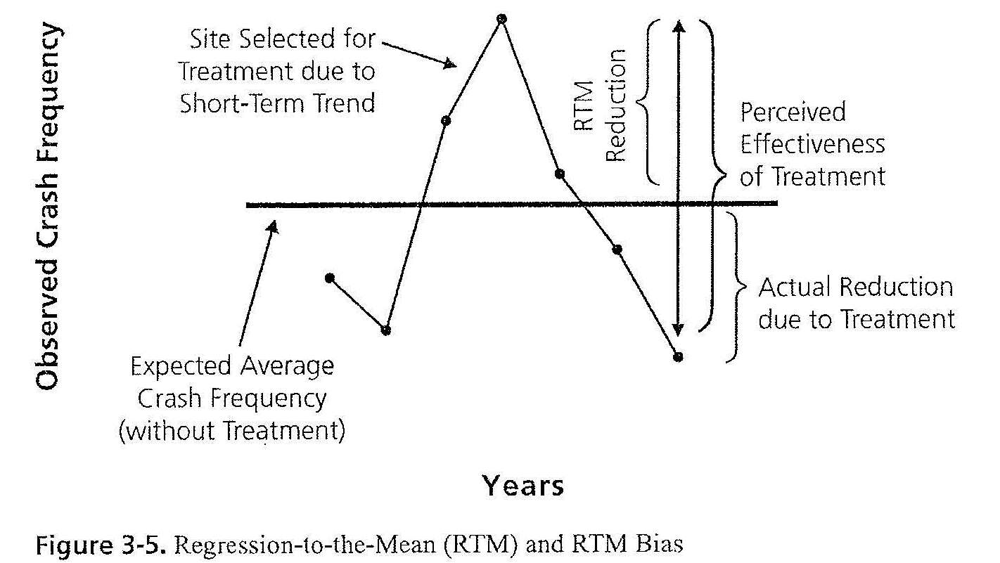 Observed Crash Frequency
Site Selected for
Treatment due to
Short-Term Trend
RTM
Reduction
Perceived
Effectiveness
of Treatment
Actual Reduction
due to Treatment
Expected Average
Crash Frequency
(without Treatment)
Years
Figure 3-5. Regression-to-the-Mean (RTM) and RTM Bias